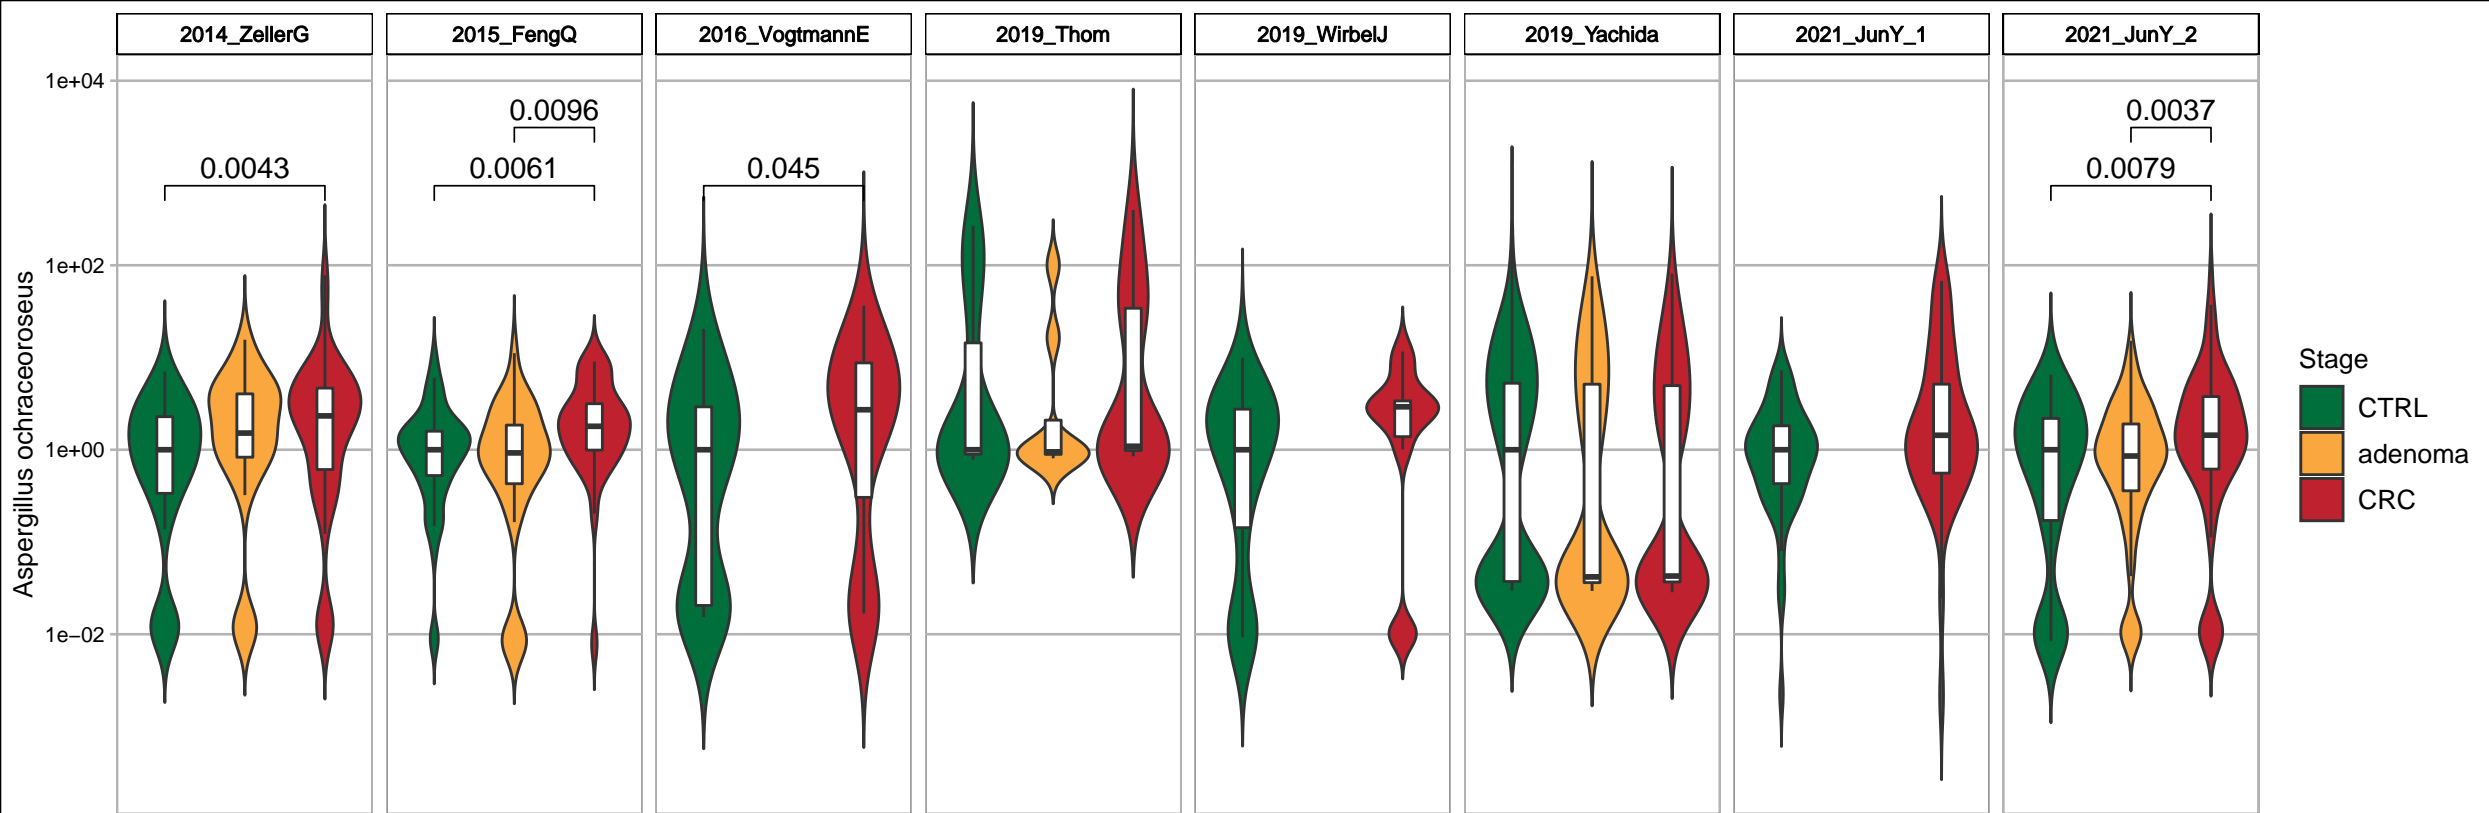 2014_ZellerG 2015_FengQ 2016_VogtmannE 2019_Thom 2019_WirbelJ 2019_Yachida 2021_JunY_1 2021_JunY_2
1e+04
0.0096 0.0037
0.0043 0.0061 0.045 0.0079
1e+02
1e+00
1e−02
Aspergillus ochraceoroseus
Stage
CTRL
adenoma
CRC